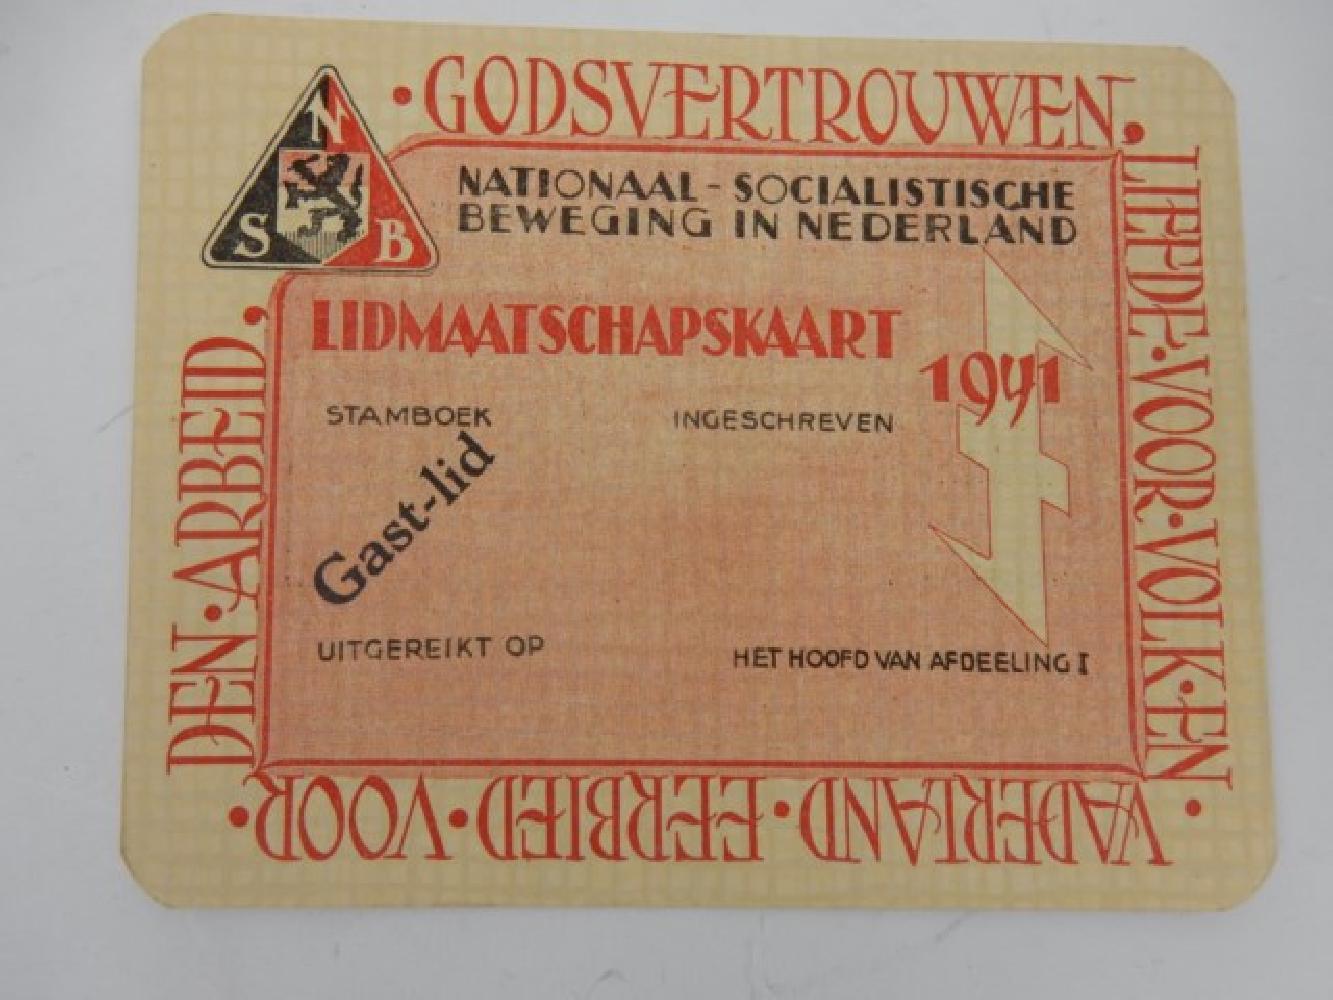 • GODSVERTROUWEN.
LIEFDE • VOOR • VOLK • EN •
VADERLAND • EERBIED • VOOR •
DEN • ARBEID,
N
S B
NATIONAAL - SOCIALISTISCHE
BEWEGING IN NEDERLAND
LIDMAATSCHAPSKAART
1941
STAMBOEK INGESCHREVEN
Gast-lid
UITGEREIKT OP HET HOOFD VAN AFDEELING I